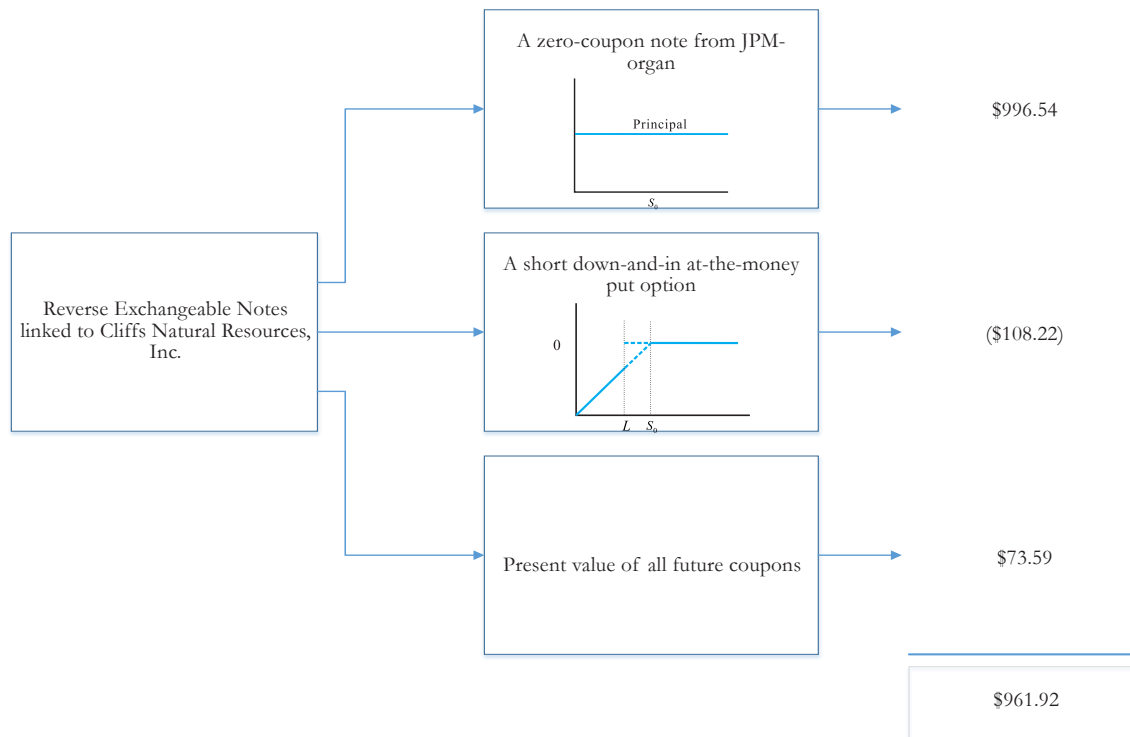 A zero-coupon note from JPM-
organ
Principal
S₀
$996.54
Reverse Exchangeable Notes
linked to Cliffs Natural Resources,
Inc.
A short down-and-in at-the-money
put option
0
L S₀
($108.22)
Present value of all future coupons
$73.59
$961.92